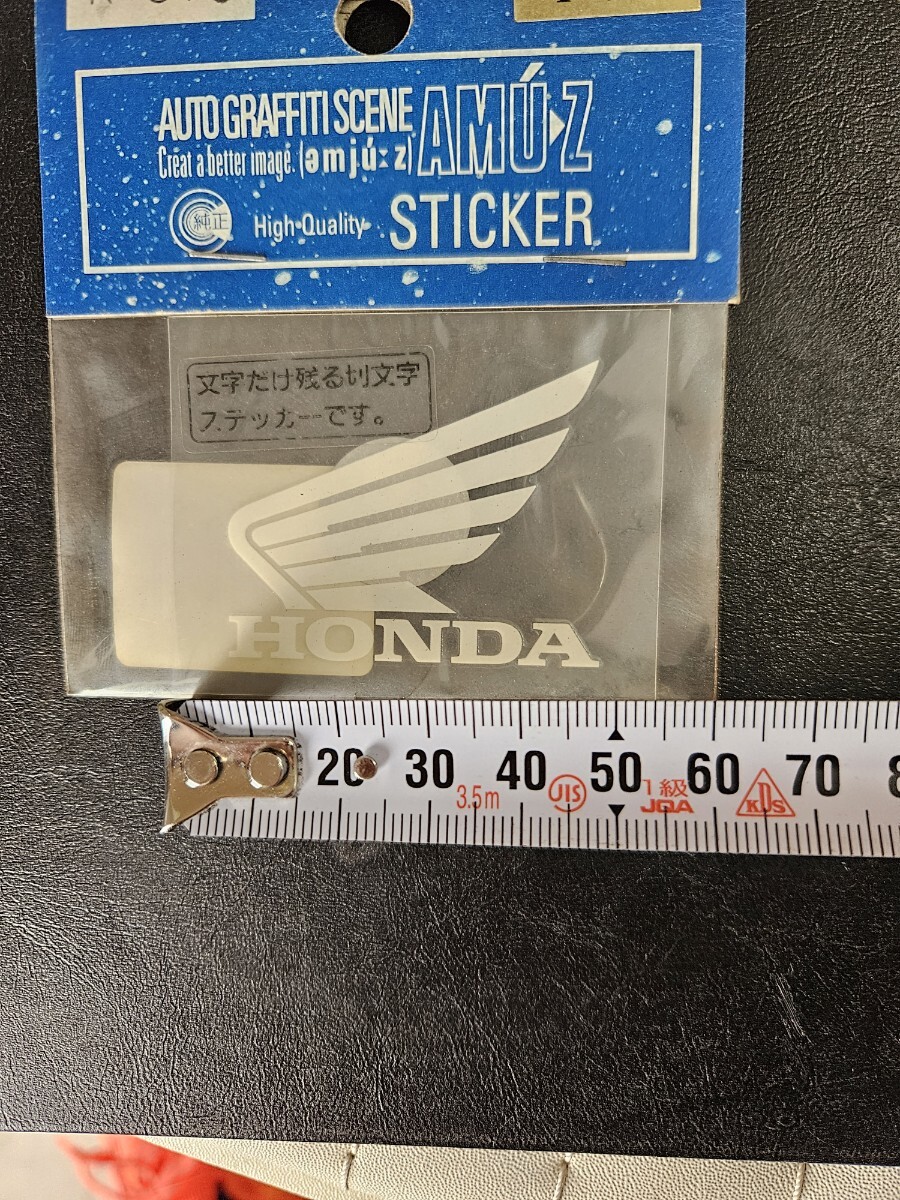 AUTO GRAFFITI SCENE AMÚ·Z
Creat a better image. (əmjú:z)
純正 High·Quality STICKER
文字だけ残る切文字
ステッカーです。
HONDA
20 30 40 50 60 70
3.5m JIS 1級 JQA KDS